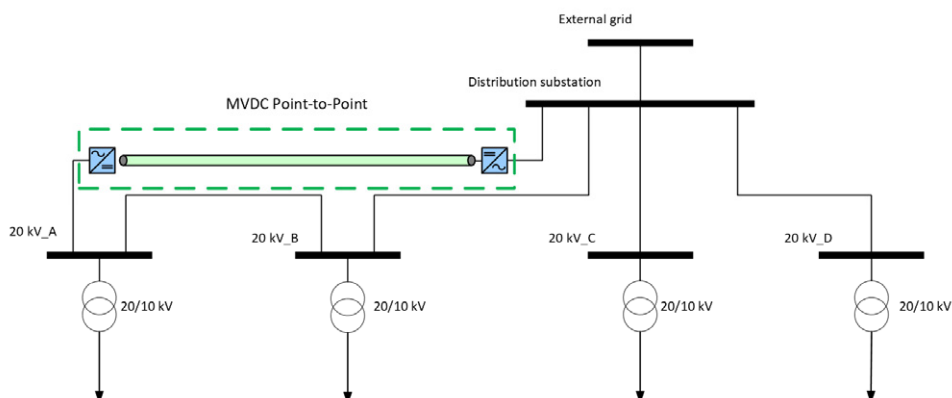 External grid
Distribution substation
MVDC Point-to-Point
20 kV_A
20 kV_B
20 kV_C
20 kV_D
20/10 kV
20/10 kV
20/10 kV
20/10 kV